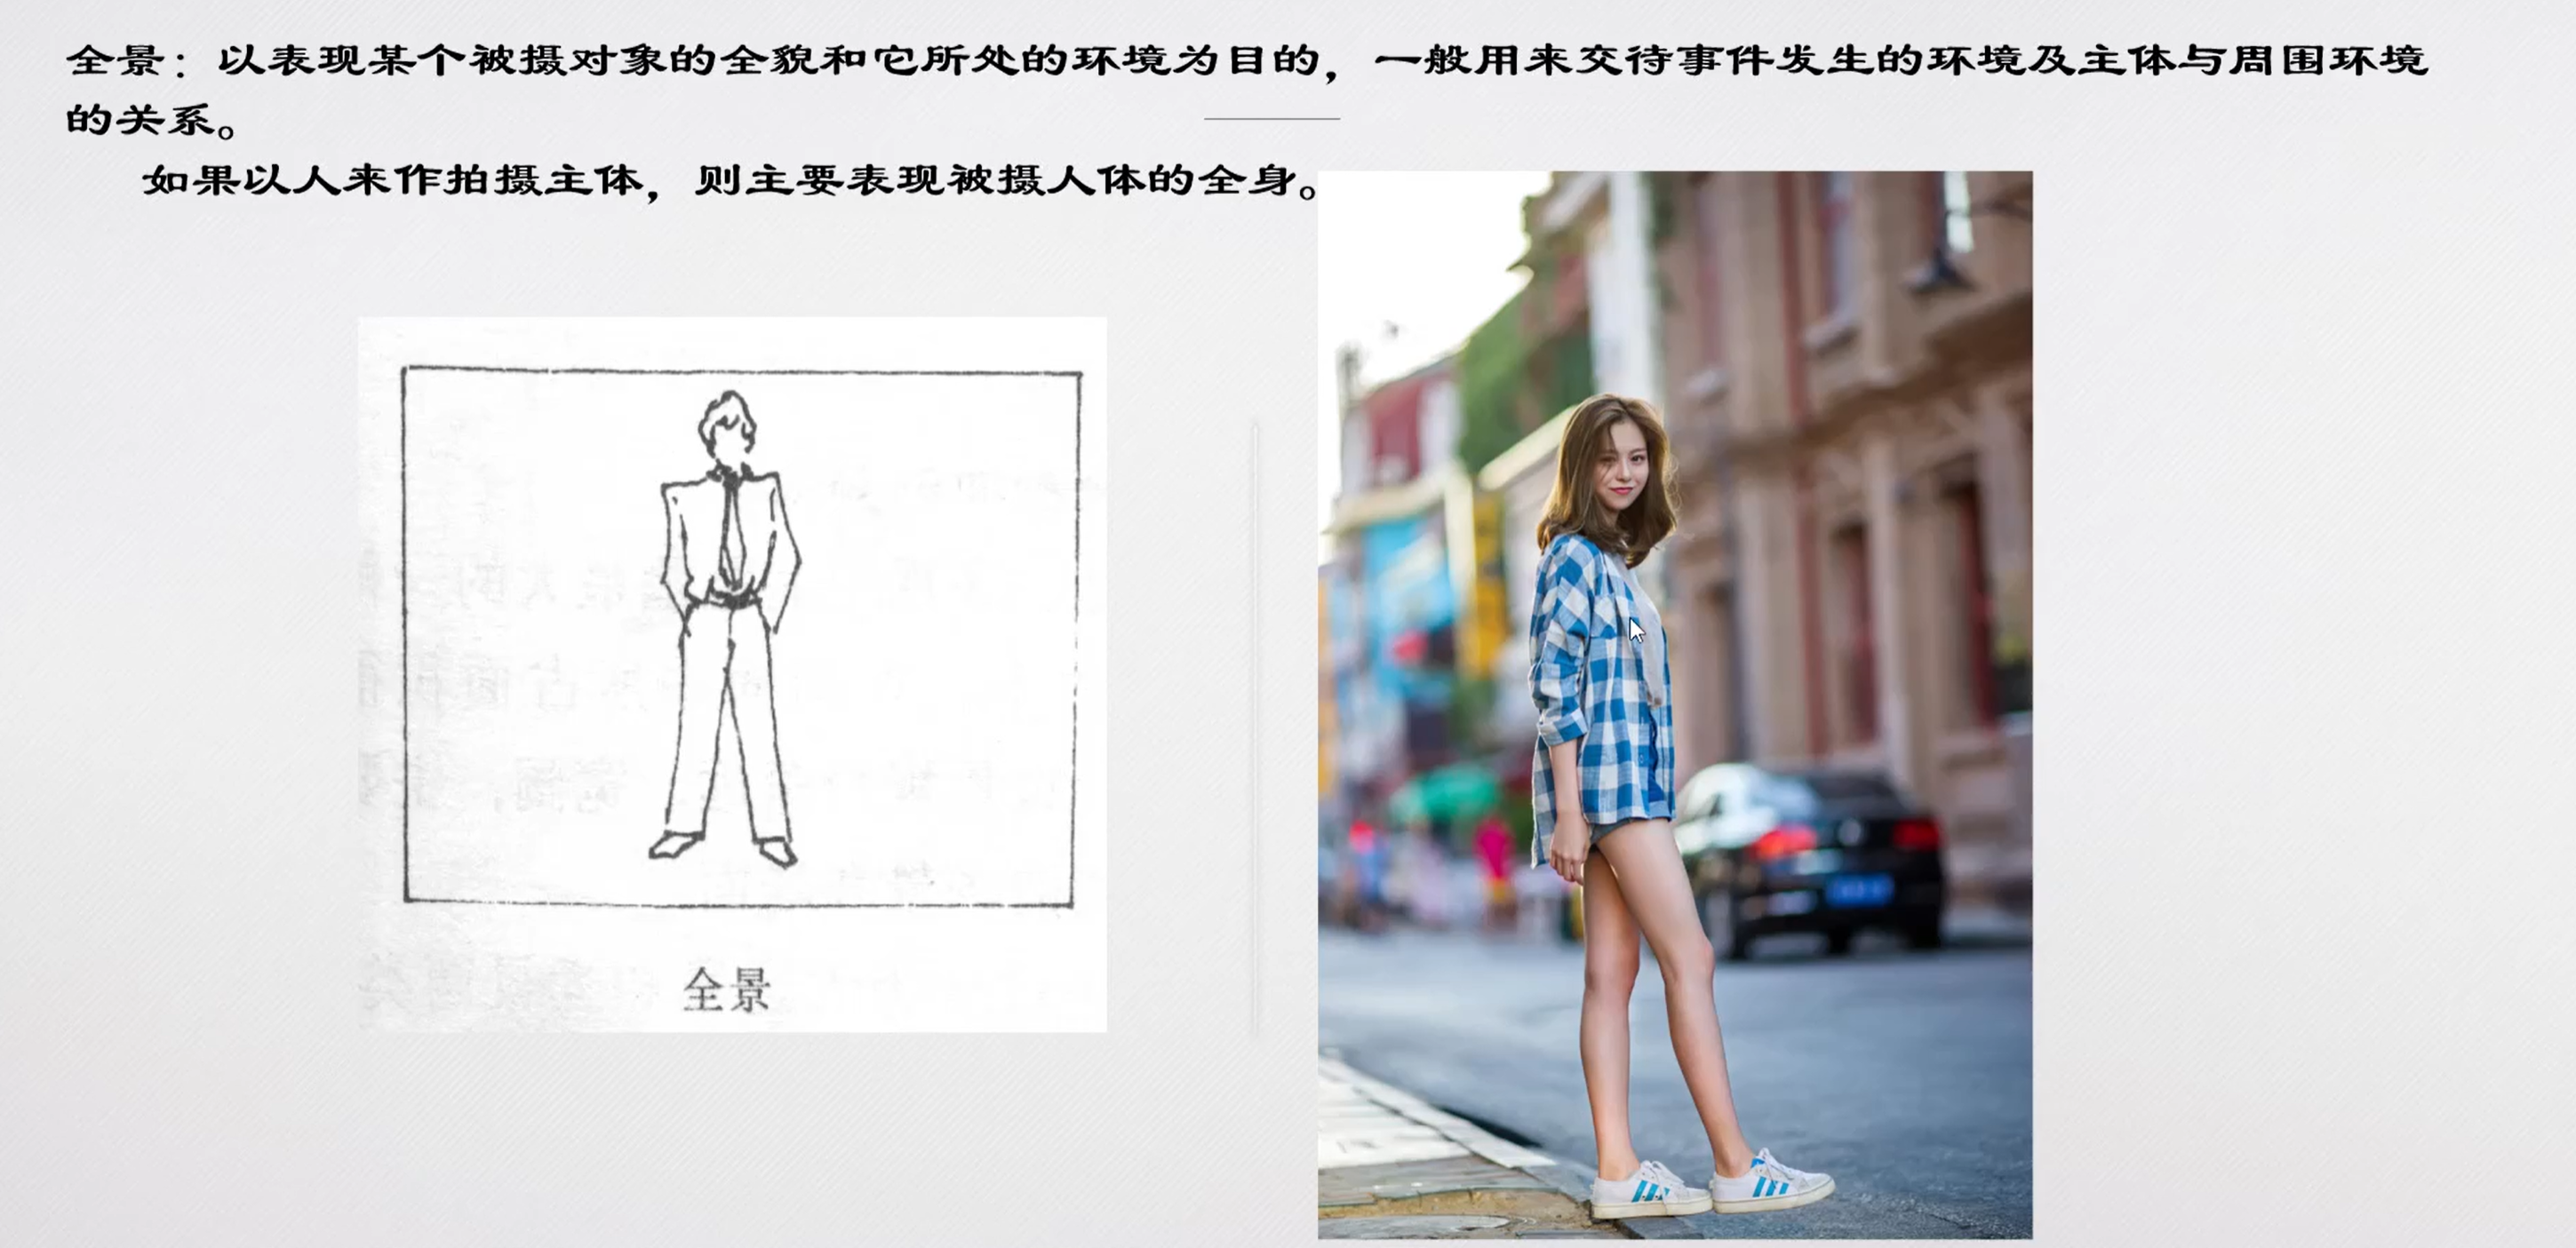 全景：以表现某个被摄对象的全貌和它所处的环境为目的，一般用来交待事件发生的环境及主体与周围环境
的关系。
如果以人来作拍摄主体，则主要表现被摄人体的全身。
全景